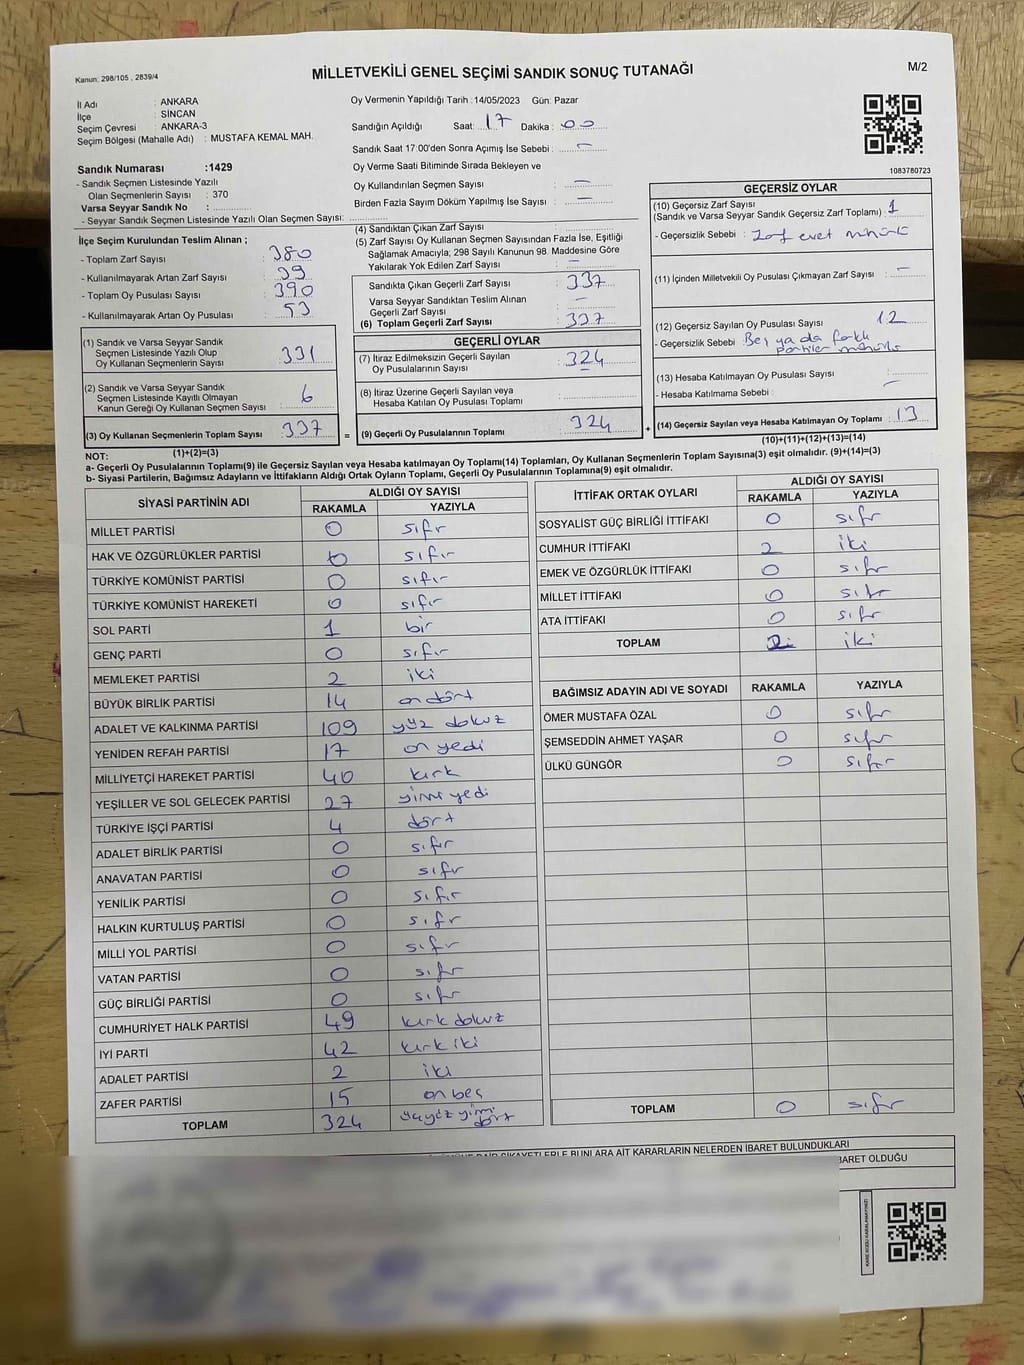 Kanun: 298/105 , 2839/4
MİLLETVEKİLİ GENEL SEÇİMİ SANDIK SONUÇ TUTANAĞI
M/2
İl Adı : ANKARA
İlçe : SİNCAN
Seçim Çevresi : ANKARA-3
Seçim Bölgesi (Mahalle Adı) : MUSTAFA KEMAL MAH.
Sandık Numarası :1429
- Sandık Seçmen Listesinde Yazılı
Olan Seçmenlerin Sayısı : 370
Varsa Seyyar Sandık No :
- Seyyar Sandık Seçmen Listesinde Yazılı Olan Seçmen Sayısı:
Oy Vermenin Yapıldığı Tarih :14/05/2023 Gün: Pazar
Sandığın Açıldığı Saat: 17 Dakika : 00
Sandık Saat 17:00'den Sonra Açımış İse Sebebi : —
Oy Verme Saati Bitiminde Sırada Bekleyen ve
Oy Kullandırılan Seçmen Sayısı : —
Birden Fazla Sayım Döküm Yapılmış İse Sayısı : —
1083780723
İlçe Seçim Kurulundan Teslim Alınan ;
- Toplam Zarf Sayısı : 380
- Kullanılmayarak Artan Zarf Sayısı : 39
- Toplam Oy Pusulası Sayısı : 390
- Kullanılmayarak Artan Oy Pusulası : 53
(1) Sandık ve Varsa Seyyar Sandık
Seçmen Listesinde Yazılı Olup
Oy Kullanan Seçmenlerin Sayısı : 331
(2) Sandık ve Varsa Seyyar Sandık
Seçmen Listesinde Kayıtlı Olmayan
Kanun Gereği Oy Kullanan Seçmen Sayısı : 6
(3) Oy Kullanan Seçmenlerin Toplam Sayısı : 337
(1)+(2)=(3)
(4) Sandıktan Çıkan Zarf Sayısı :
(5) Zarf Sayısı Oy Kullanan Seçmen Sayısından Fazla İse, Eşitliği
Sağlamak Amacıyla, 298 Sayılı Kanunun 98. Maddesine Göre
Yakılarak Yok Edilen Zarf Sayısı : —
Sandıkta Çıkan Geçerli Zarf Sayısı : 337
Varsa Seyyar Sandıktan Teslim Alınan
Geçerli Zarf Sayısı : —
(6) Toplam Geçerli Zarf Sayısı : 337
GEÇERLİ OYLAR
(7) İtiraz Edilmeksizin Geçerli Sayılan
Oy Pusulalarının Sayısı : 324
(8) İtiraz Üzerine Geçerli Sayılan veya
Hesaba Katılan Oy Pusulası Toplamı :
= (9) Geçerli Oy Pusulalarının Toplamı : 324 +
GEÇERSİZ OYLAR
(10) Geçersiz Zarf Sayısı
(Sandık ve Varsa Seyyar Sandık Geçersiz Zarf Toplamı) : 1
- Geçersizlik Sebebi : Zarf evet mühürlü
(11) İçinden Milletvekili Oy Pusulası Çıkmayan Zarf Sayısı : —
(12) Geçersiz Sayılan Oy Pusulası Sayısı : 12
- Geçersizlik Sebebi : Boş ya da farklı
partiler mühürlü
(13) Hesaba Katılmayan Oy Pusulası Sayısı :
- Hesaba Katılmama Sebebi : —
(14) Geçersiz Sayılan veya Hesaba Katılmayan Oy Toplamı : 13
(10)+(11)+(12)+(13)=(14)
NOT:
a- Geçerli Oy Pusulalarının Toplamı(9) ile Geçersiz Sayılan veya Hesaba katılmayan Oy Toplamı(14) Toplamları, Oy Kullanan Seçmenlerin Toplam Sayısına(3) eşit olmalıdır. (9)+(14)=(3)
b- Siyasi Partilerin, Bağımsız Adayların ve İttifakların Aldığı Ortak Oyların Toplamı, Geçerli Oy Pusulalarının Toplamına(9) eşit olmalıdır.
SİYASİ PARTİNİN ADI ALDIĞI OY SAYISI
RAKAMLA YAZIYLA
MİLLET PARTİSİ 0 sıfır
HAK VE ÖZGÜRLÜKLER PARTİSİ 0 sıfır
TÜRKİYE KOMÜNİST PARTİSİ 0 sıfır
TÜRKİYE KOMÜNİST HAREKETİ 0 sıfır
SOL PARTİ 1 bir
GENÇ PARTİ 0 sıfır
MEMLEKET PARTİSİ 2 iki
BÜYÜK BİRLİK PARTİSİ 14 on dört
ADALET VE KALKINMA PARTİSİ 109 yüz dokuz
YENİDEN REFAH PARTİSİ 17 on yedi
MİLLİYETÇİ HAREKET PARTİSİ 40 kırk
YEŞİLLER VE SOL GELECEK PARTİSİ 27 yirmi yedi
TÜRKİYE İŞÇİ PARTİSİ 4 dört
ADALET BİRLİK PARTİSİ 0 sıfır
ANAVATAN PARTİSİ 0 sıfır
YENİLİK PARTİSİ 0 sıfır
HALKIN KURTULUŞ PARTİSİ 0 sıfır
MİLLİ YOL PARTİSİ 0 sıfır
VATAN PARTİSİ 0 sıfır
GÜÇ BİRLİĞİ PARTİSİ 0 sıfır
CUMHURİYET HALK PARTİSİ 49 kırk dokuz
İYİ PARTİ 42 kırk iki
ADALET PARTİSİ 2 iki
ZAFER PARTİSİ 15 on beş
TOPLAM 324 üçyüz yirmi dört
İTTİFAK ORTAK OYLARI ALDIĞI OY SAYISI
RAKAMLA YAZIYLA
SOSYALİST GÜÇ BİRLİĞİ İTTİFAKI 0 sıfır
CUMHUR İTTİFAKI 2 iki
EMEK VE ÖZGÜRLÜK İTTİFAKI 0 sıfır
MİLLET İTTİFAKI 0 sıfır
ATA İTTİFAKI 0 sıfır
TOPLAM 2 iki
BAĞIMSIZ ADAYIN ADI VE SOYADI RAKAMLA YAZIYLA
ÖMER MUSTAFA ÖZAL 0 sıfır
ŞEMSEDDİN AHMET YAŞAR 0 sıfır
ÜLKÜ GÜNGÖR 0 sıfır
TOPLAM 0 sıfır
ŞİKAYETLERLE BUNLARA AİT KARARLARIN NELERDEN İBARET BULUNDUKLARI
İBARET OLDUĞU